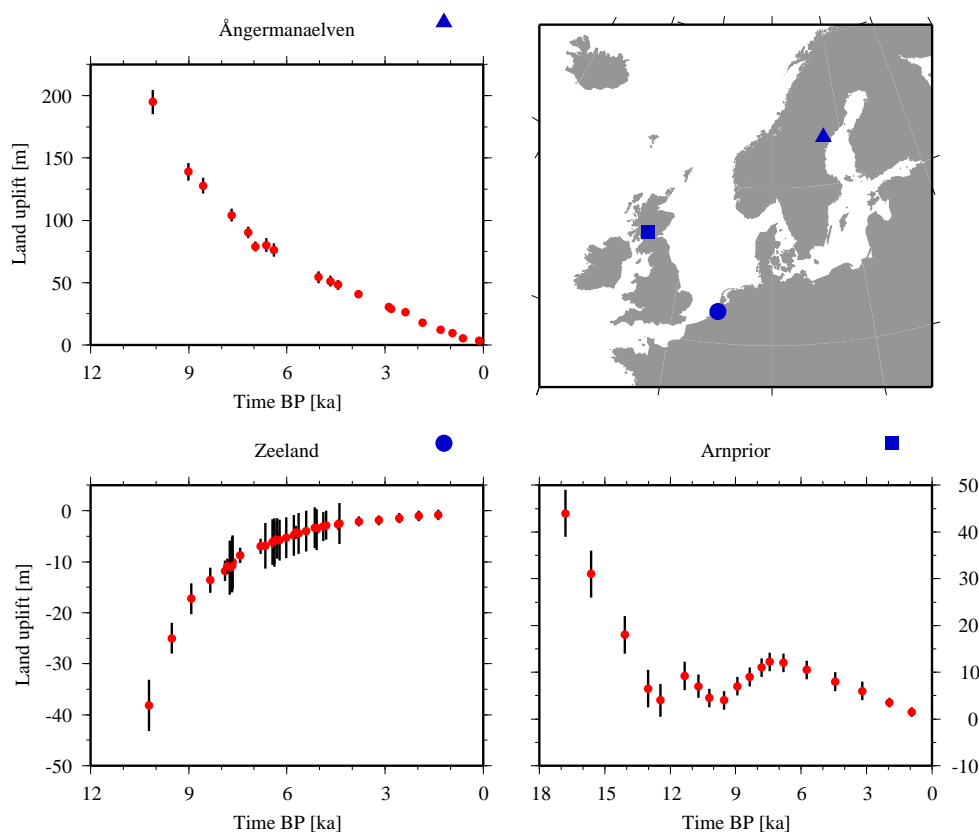 Ångermanaelven
Land uplift [m]
200
150
100
50
0
12 9 6 3 0
Time BP [ka]
Zeeland
Land uplift [m]
0
-10
-20
-30
-40
-50
12 9 6 3 0
Time BP [ka]
Arnprior
50
40
30
20
10
0
-10
18 15 12 9 6 3 0
Time BP [ka]